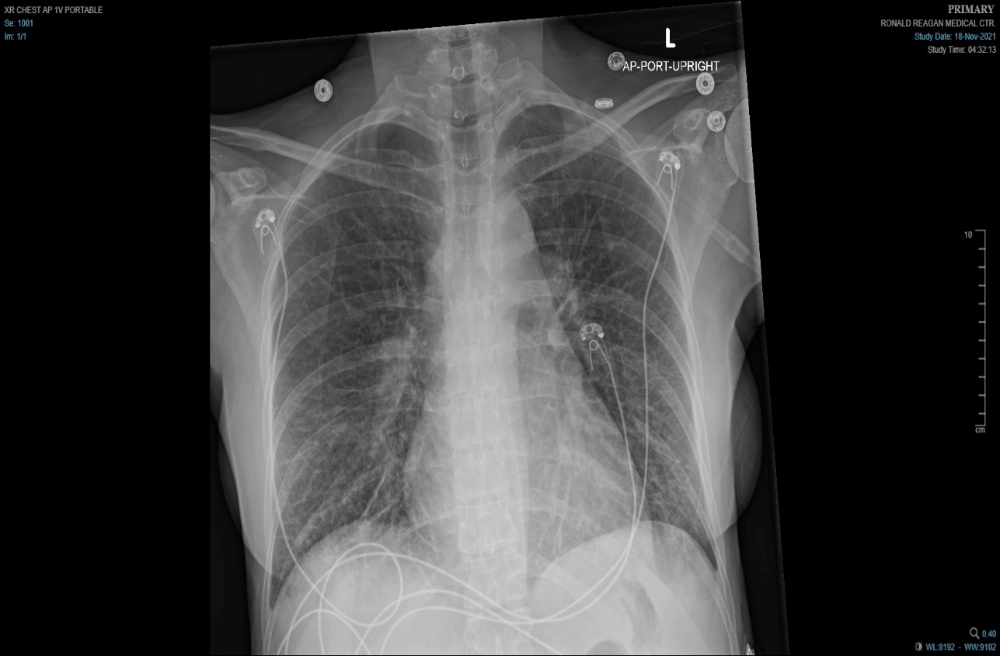 XR CHEST AP 1V PORTABLE
Se: 1001
Im: 1/1
PRIMARY
RONALD REAGAN MEDICAL CTR.
Study Date: 18-Nov-2021
Study Time: 04:32:13
L
AP-PORT-UPRIGHT
10
cm
0.40
WL:8192 - WW:9102